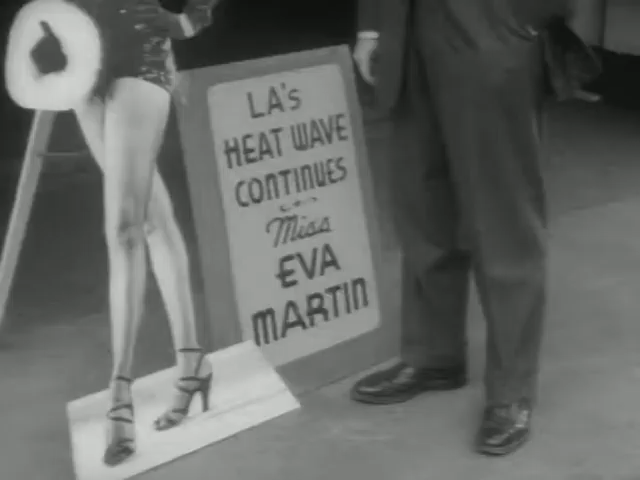 LA's
HEAT WAVE
CONTINUES
Miss
EVA
MARTIN